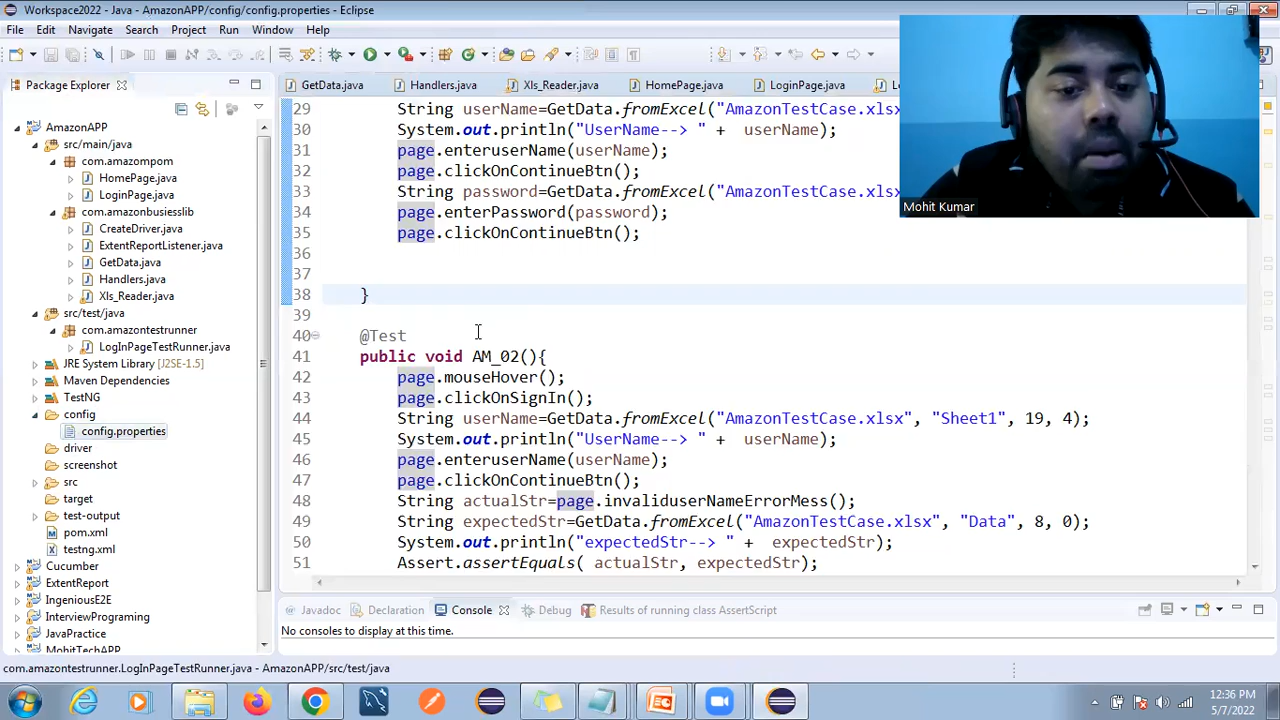 Workspace2022 - Java - AmazonAPP/config/config.properties - Eclipse
File Edit Navigate Search Project Run Window Help
Package Explorer
GetData.java Handlers.java Xls_Reader.java HomePage.java LoginPage.java
AmazonAPP
src/main/java
com.amazompom
HomePage.java
LoginPage.java
com.amazonbusiesslib
CreateDriver.java
ExtentReportListener.java
GetData.java
Handlers.java
Xls_Reader.java
src/test/java
com.amazontestrunner
LogInPageTestRunner.java
JRE System Library [J2SE-1.5]
Maven Dependencies
TestNG
config
config.properties
driver
screenshot
src
target
test-output
pom.xml
testng.xml
Cucumber
ExtentReport
IngeniousE2E
InterviewPrograming
JavaPractice
MohitTechAPP
29 String userName=GetData.fromExcel("AmazonTestCase.xlsx
30 System.out.println("UserName--> " + userName);
31 page.enteruserName(userName);
32 page.clickOnContinueBtn();
33 String password=GetData.fromExcel("AmazonTestCase.xlsx
34 page.enterPassword(password);
35 page.clickOnContinueBtn();
36
37
38 }
39
40 @Test
41 public void AM_02(){
42 page.mouseHover();
43 page.clickOnSignIn();
44 String userName=GetData.fromExcel("AmazonTestCase.xlsx", "Sheet1", 19, 4);
45 System.out.println("UserName--> " + userName);
46 page.enteruserName(userName);
47 page.clickOnContinueBtn();
48 String actualStr=page.invaliduserNameErrorMess();
49 String expectedStr=GetData.fromExcel("AmazonTestCase.xlsx", "Data", 8, 0);
50 System.out.println("expectedStr--> " + expectedStr);
51 Assert.assertEquals( actualStr, expectedStr);
Mohit Kumar
Javadoc Declaration Console Debug Results of running class AssertScript
No consoles to display at this time.
com.amazontestrunner.LogInPageTestRunner.java - AmazonAPP/src/test/java
12:36 PM
5/7/2022